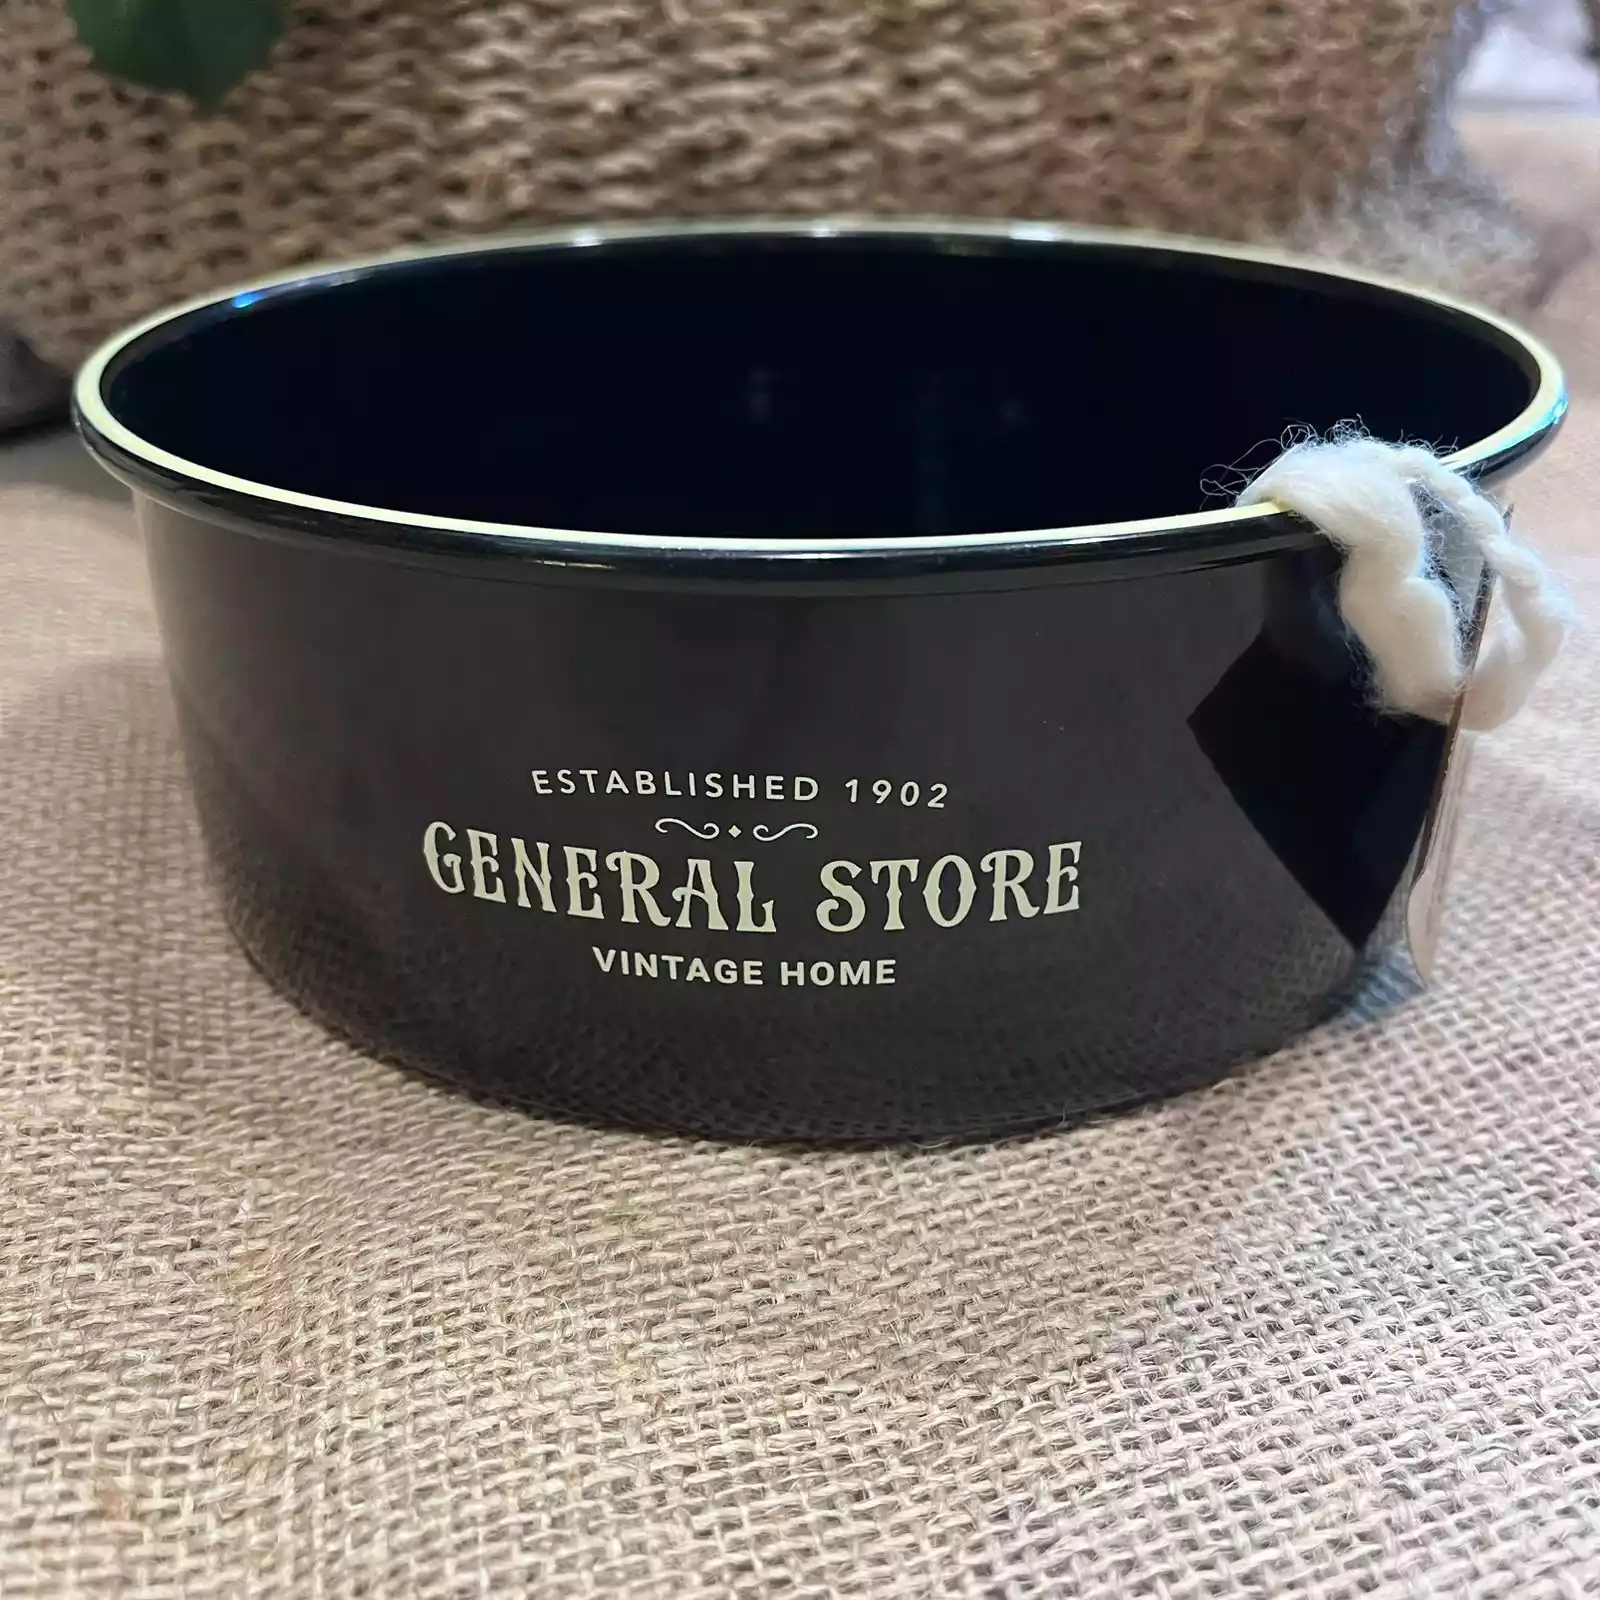 ESTABLISHED 1902
GENERAL STORE
VINTAGE HOME